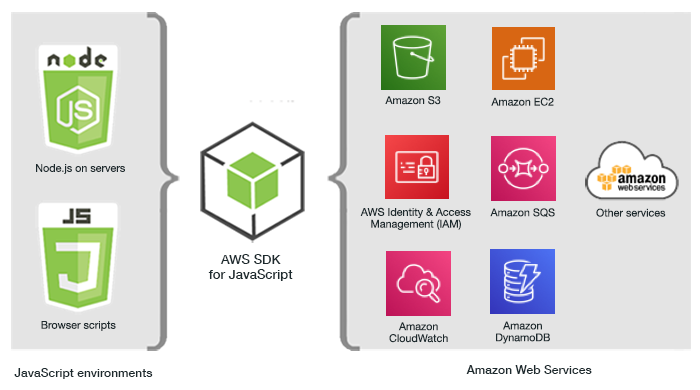 node
JS
Node.js on servers
JS
Browser scripts
JavaScript environments
AWS SDK
for JavaScript
Amazon S3
Amazon EC2
AWS Identity & Access
Management (IAM)
Amazon SQS
amazon
web services
Other services
Amazon
CloudWatch
Amazon
DynamoDB
Amazon Web Services